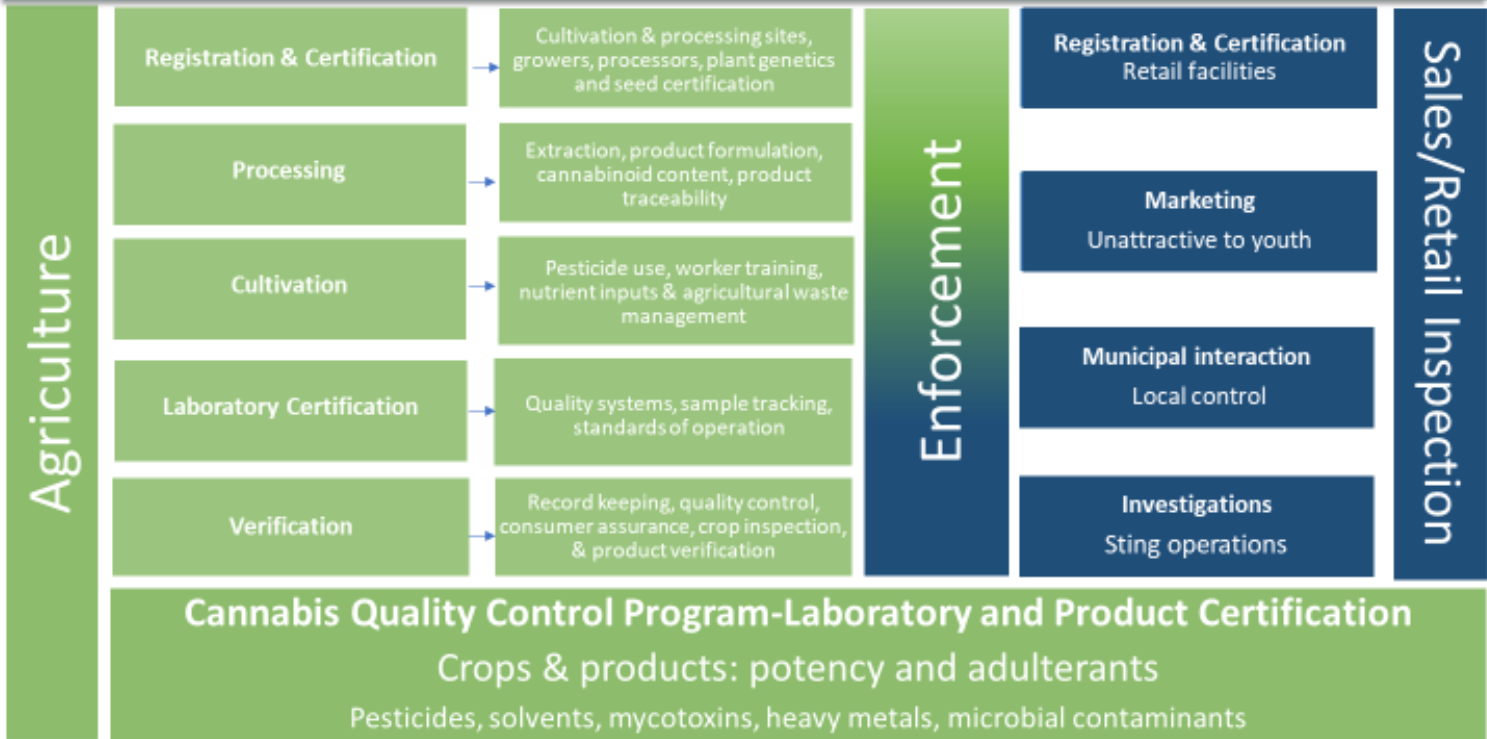 Agriculture
Registration & Certification
Cultivation & processing sites,
growers, processors, plant genetics
and seed certification
Processing
Extraction, product formulation,
cannabinoid content, product
traceability
Cultivation
Pesticide use, worker training,
nutrient inputs & agricultural waste
management
Laboratory Certification
Quality systems, sample tracking,
standards of operation
Verification
Record keeping, quality control,
consumer assurance, crop inspection,
& product verification
Enforcement
Registration & Certification
Retail facilities
Marketing
Unattractive to youth
Municipal interaction
Local control
Investigations
Sting operations
Sales/Retail Inspection
Cannabis Quality Control Program-Laboratory and Product Certification
Crops & products: potency and adulterants
Pesticides, solvents, mycotoxins, heavy metals, microbial contaminants